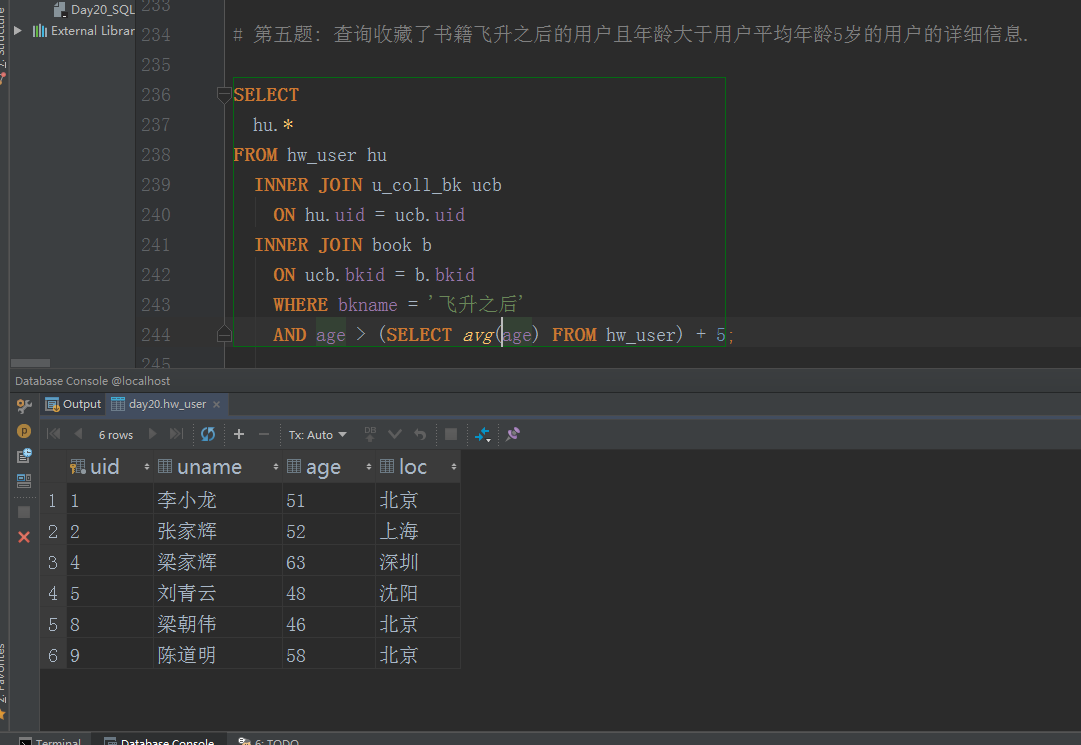 Day20_SQL
233
External Librar
234 # 第五题: 查询收藏了书籍飞升之后的用户且年龄大于用户平均年龄5岁的用户的详细信息.
235
236 SELECT
237 hu.*
238 FROM hw_user hu
239 INNER JOIN u_coll_bk ucb
240 ON hu.uid = ucb.uid
241 INNER JOIN book b
242 ON ucb.bkid = b.bkid
243 WHERE bkname = '飞升之后'
244 AND age > (SELECT avg(age) FROM hw_user) + 5;
245
Database Console @localhost
Output day20.hw_user
6 rows Tx: Auto DB
uid uname age loc
1 1 李小龙 51 北京
2 2 张家辉 52 上海
3 4 梁家辉 63 深圳
4 5 刘青云 48 沈阳
5 8 梁朝伟 46 北京
6 9 陈道明 58 北京
2: Favorites
Terminal Database Console 6: TODO